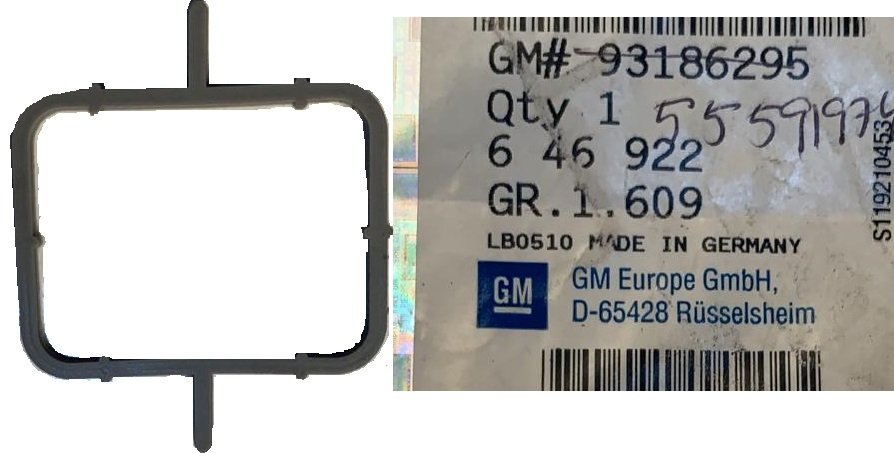 GM# 93186295
Qty 1
6 46 922
GR.1.609
LB0510 MADE IN GERMANY
GM
GM Europe GmbH,
D-65428 Rüsselsheim
S119210453